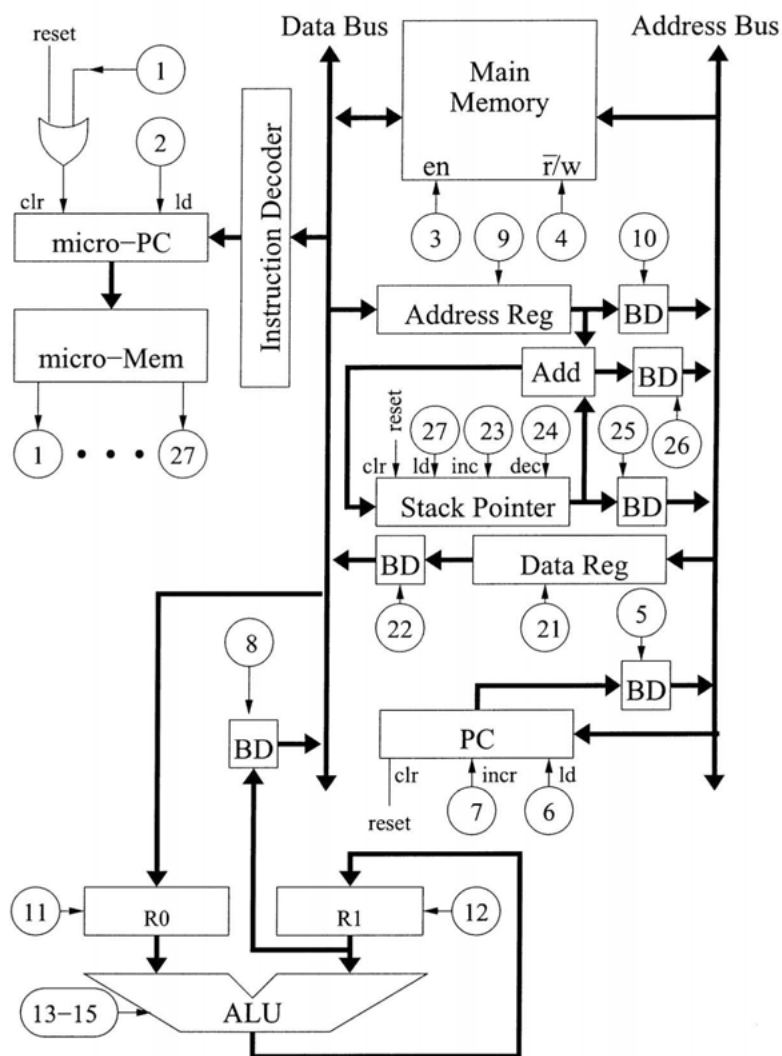 Data Bus
Address Bus
reset
1
Main
Memory
2
Instruction Decoder
en
r̅/w
clr
ld
micro−PC
3
4
9
10
Address Reg
BD
micro−Mem
Add
BD
reset
27
23
24
25
26
1 • • • 27
clr
ld
inc
dec
Stack Pointer
BD
BD
Data Reg
22
21
5
8
BD
BD
PC
clr
incr
ld
7
6
reset
11
R0
R1
12
13−15
ALU